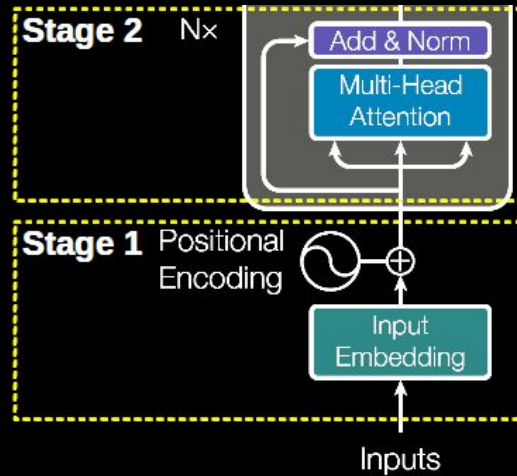 Stage 2 N×
Add & Norm
Multi-Head
Attention
Stage 1 Positional
Encoding
Input
Embedding
Inputs